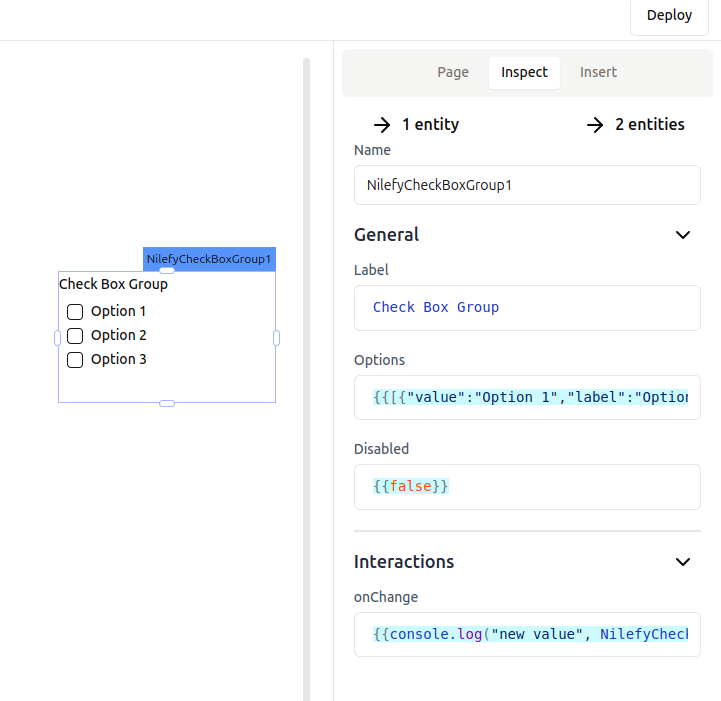 Deploy
Page
Inspect
Insert
1 entity
2 entities
Name
NilefyCheckBoxGroup1
General
Label
Check Box Group
Options
{{[{"value":"Option 1","label":"Option
Disabled
{{false}}
Interactions
onChange
{{console.log("new value", NilefyCheck
NilefyCheckBoxGroup1
Check Box Group
Option 1
Option 2
Option 3